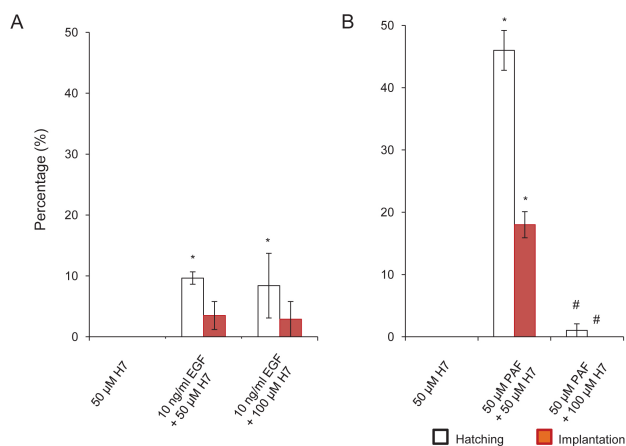 A
B
50
40
30
20
10
0
Percentage (%)
*
*
50 µM H7
10 ng/ml EGF
+ 50 µM H7
10 ng/ml EGF
+ 100 µM H7
50
40
30
20
10
0
*
*
#
#
50 µM H7
50 µM PAF
+ 50 µM H7
50 µM PAF
+ 100 µM H7
Hatching
Implantation